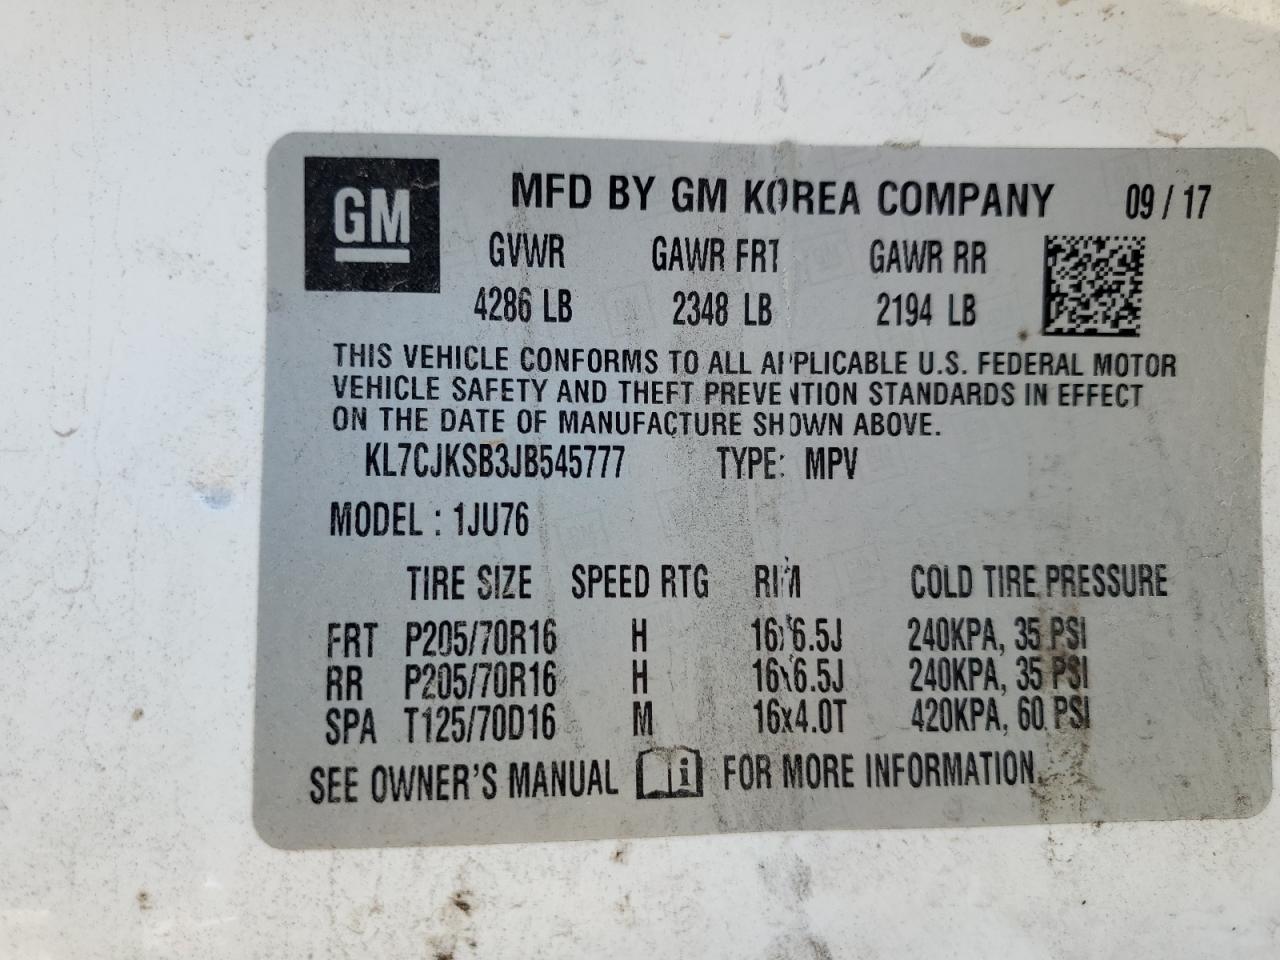 GM MFD BY GM KOREA COMPANY 09 / 17
GVWR GAWR FRT GAWR RR
4286 LB 2348 LB 2194 LB
THIS VEHICLE CONFORMS TO ALL APPLICABLE U.S. FEDERAL MOTOR
VEHICLE SAFETY AND THEFT PREVENTION STANDARDS IN EFFECT
ON THE DATE OF MANUFACTURE SHOWN ABOVE.
KL7CJKSB3JB545777 TYPE: MPV
MODEL : 1JU76
TIRE SIZE SPEED RTG RIM COLD TIRE PRESSURE
FRT P205/70R16 H 16x6.5J 240KPA, 35 PSI
RR P205/70R16 H 16x6.5J 240KPA, 35 PSI
SPA T125/70D16 M 16x4.0T 420KPA, 60 PSI
SEE OWNER'S MANUAL i FOR MORE INFORMATION.